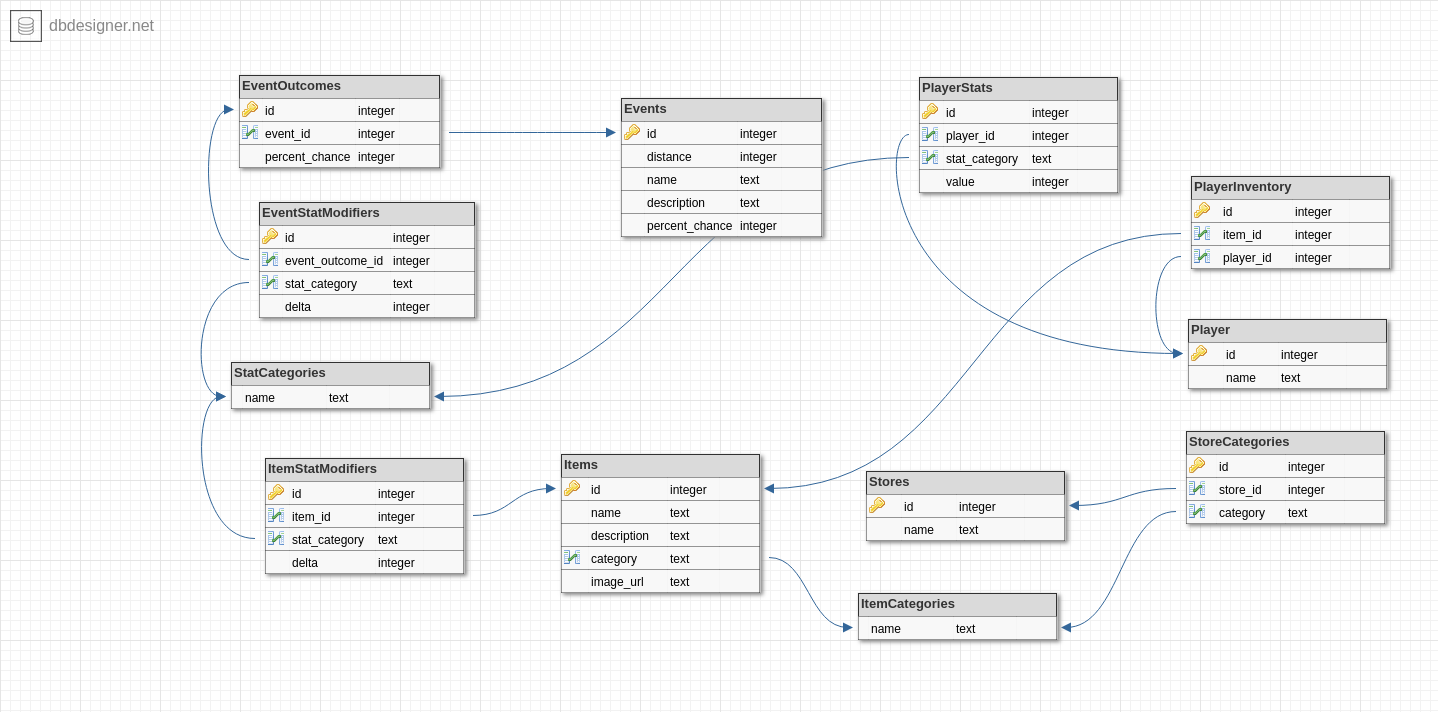 dbdesigner.net
EventOutcomes
id integer
event_id integer
percent_chance integer
Events
id integer
distance integer
name text
description text
percent_chance integer
PlayerStats
id integer
player_id integer
stat_category text
value integer
PlayerInventory
id integer
item_id integer
player_id integer
EventStatModifiers
id integer
event_outcome_id integer
stat_category text
delta integer
Player
id integer
name text
StatCategories
name text
ItemStatModifiers
id integer
item_id integer
stat_category text
delta integer
Items
id integer
name text
description text
category text
image_url text
Stores
id integer
name text
StoreCategories
id integer
store_id integer
category text
ItemCategories
name text